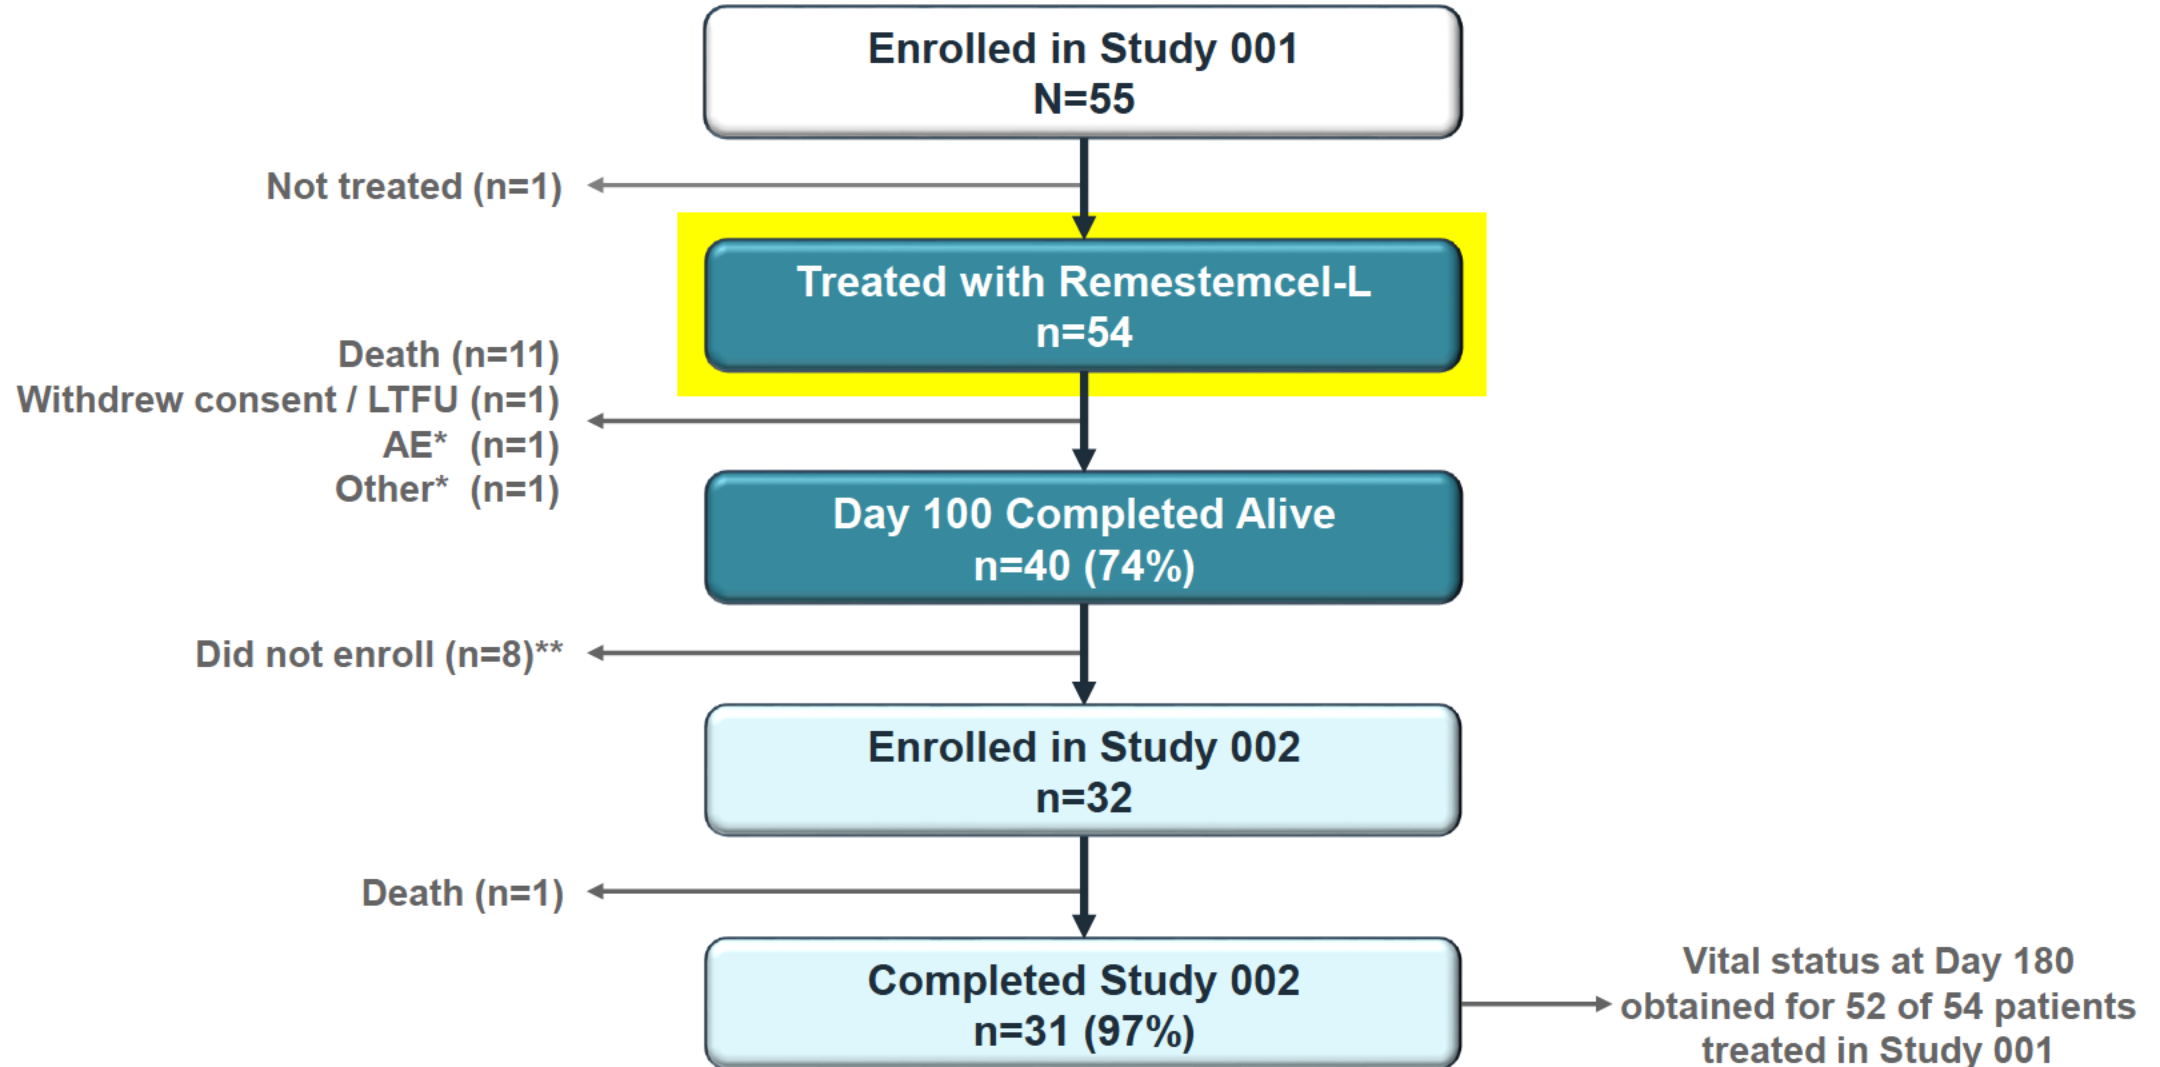 Enrolled in Study 001
N=55
Not treated (n=1)
Treated with Remestemcel-L
n=54
Death (n=11)
Withdrew consent / LTFU (n=1)
AE* (n=1)
Other* (n=1)
Day 100 Completed Alive
n=40 (74%)
Did not enroll (n=8)**
Enrolled in Study 002
n=32
Death (n=1)
Completed Study 002
n=31 (97%)
Vital status at Day 180
obtained for 52 of 54 patients
treated in Study 001